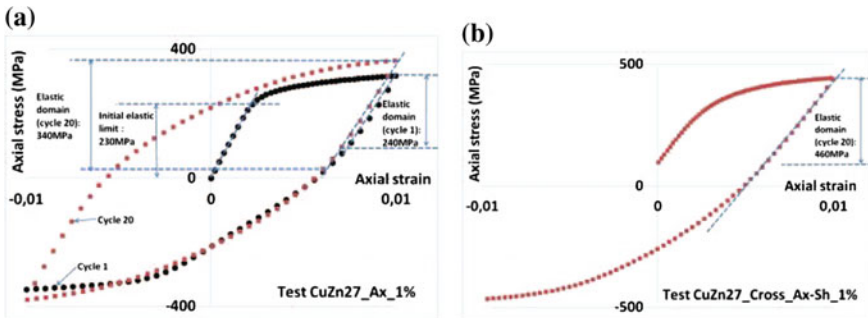 (a)
400
Axial stress (MPa)
Elastic
domain
(cycle 20):
340MPa
Initial elastic
limit :
230MPa
Elastic
domain
(cycle 1):
240MPa
0
Axial strain
-0,01
0
0,01
Cycle 20
Cycle 1
-400
Test CuZn27_Ax_1%
(b)
500
Axial stress (MPa)
Elastic
domain
(cycle 20):
460MPa
0
Axial strain
-0,01
0
0,01
-500
Test CuZn27_Cross_Ax-Sh_1%